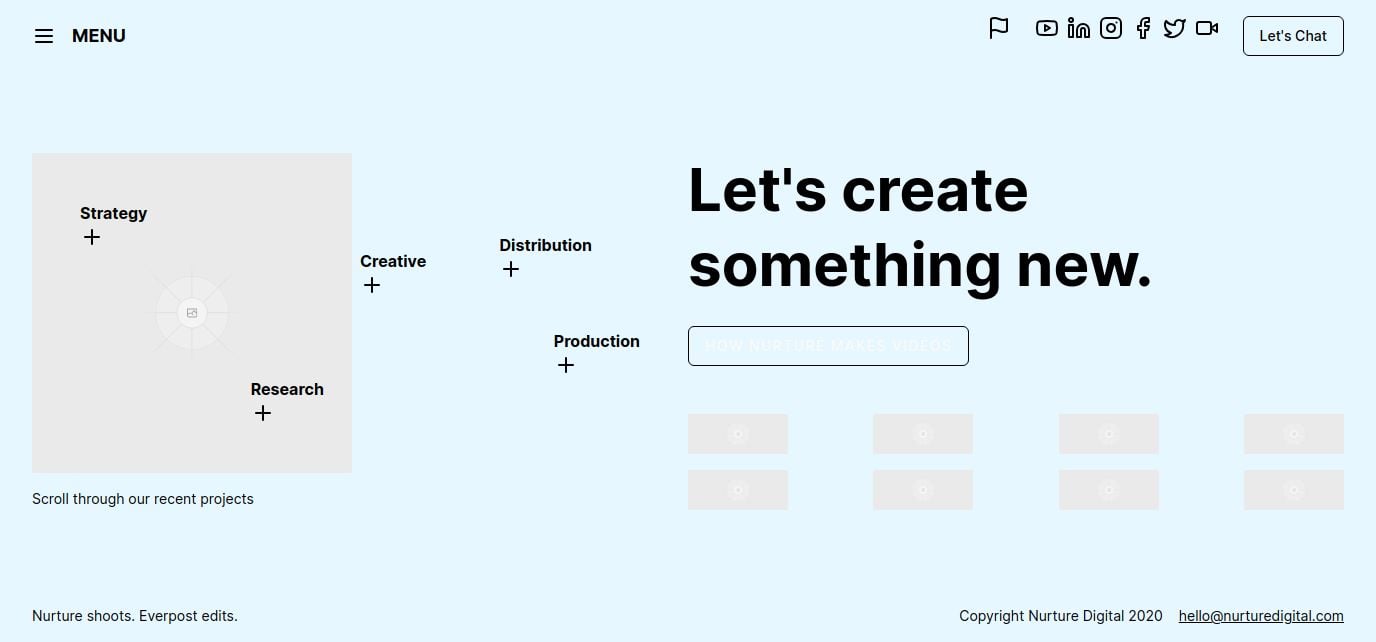 MENU
Let's Chat
Strategy
Creative
Distribution
Production
Research
Scroll through our recent projects
Let's create
something new.
HOW NURTURE MAKES VIDEOS
Nurture shoots. Everpost edits.
Copyright Nurture Digital 2020
hello@nurturedigital.com